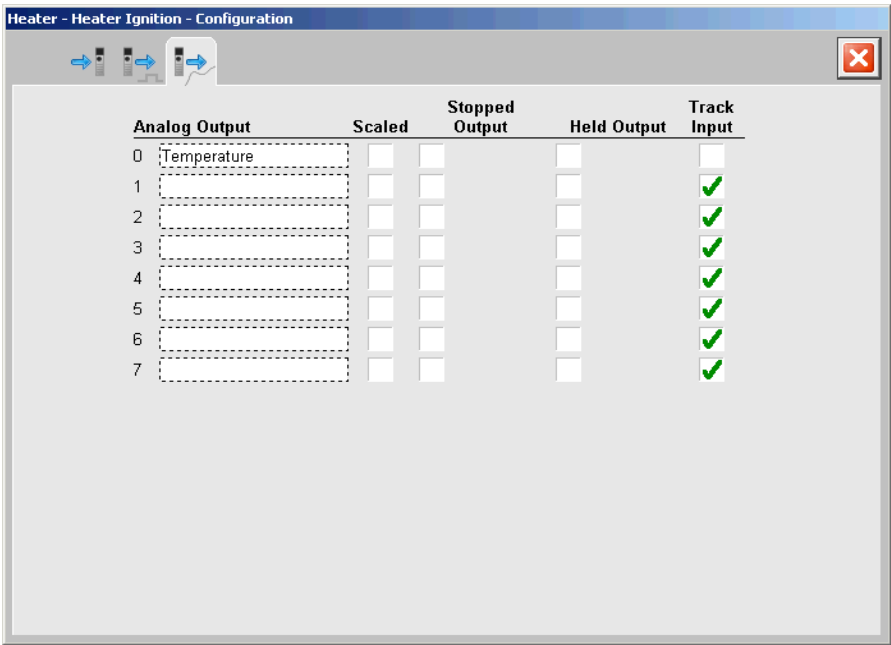 Heater - Heater Ignition - Configuration
Analog Output Scaled Stopped Output Held Output Track Input
0 Temperature
1
2
3
4
5
6
7